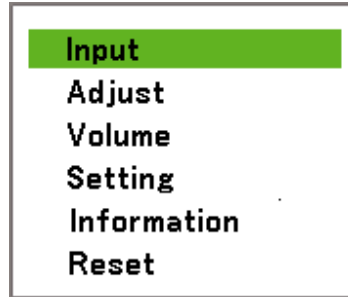 Input
Adjust
Volume
Setting
Information
Reset